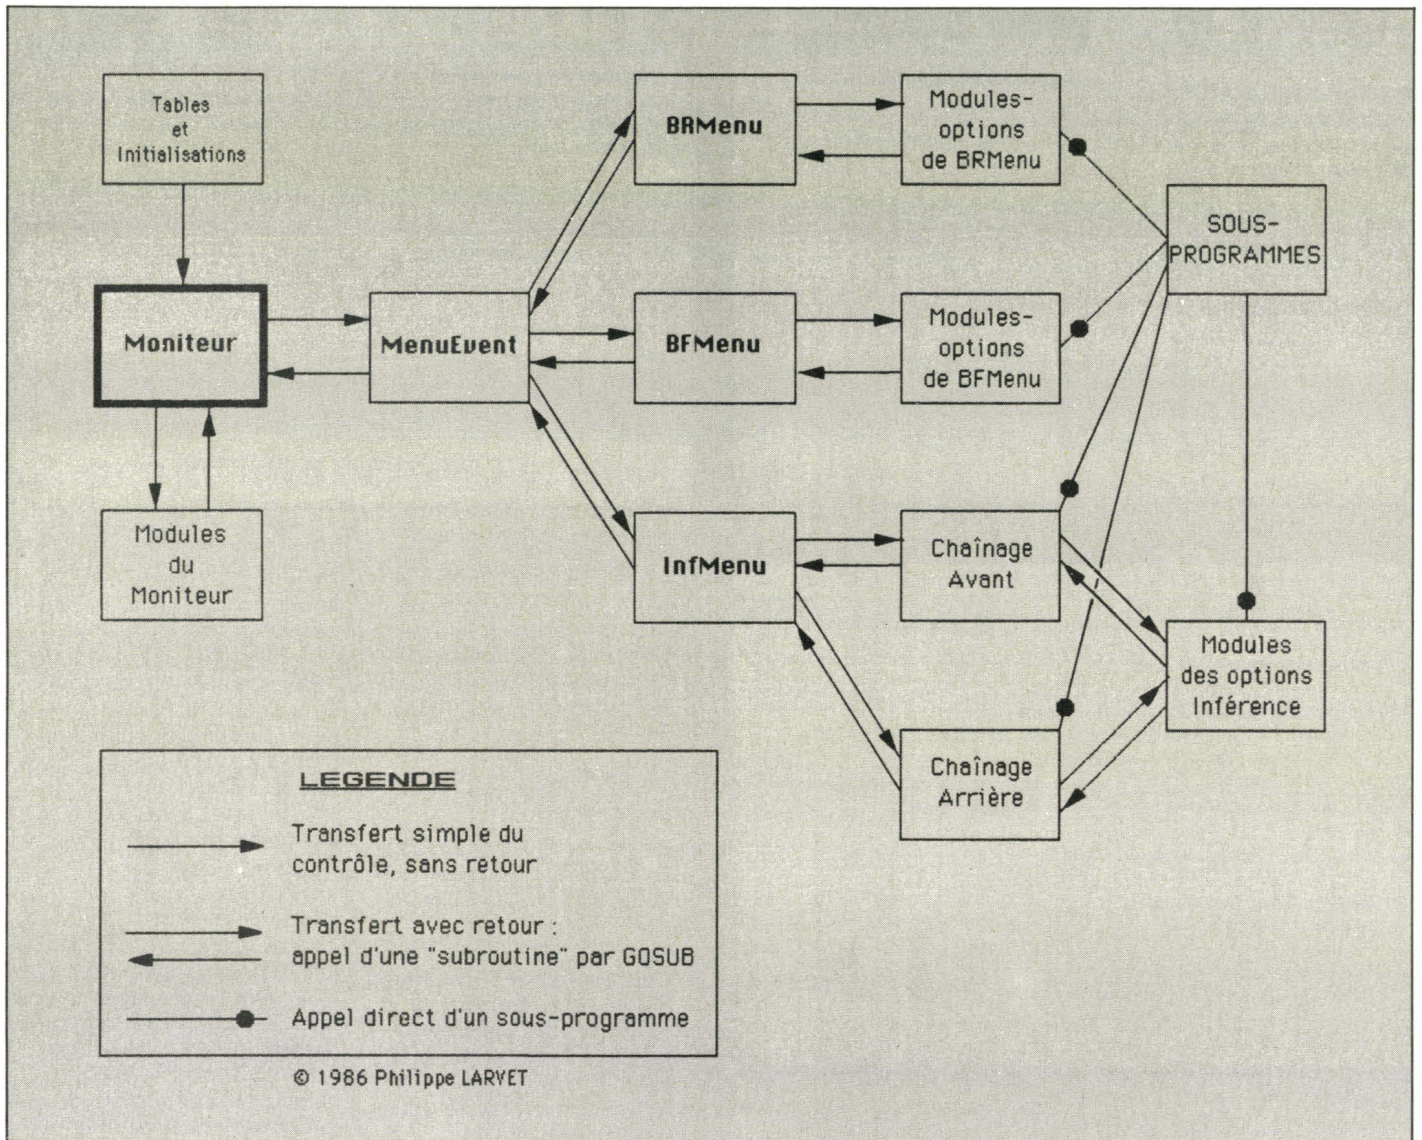 Tables
et
Initialisations
BRMenu
Modules-
options
de BRMenu
SOUS-
PROGRAMMES
Moniteur
MenuEvent
BFMenu
Modules-
options
de BFMenu
Modules
du
Moniteur
InfMenu
Chaînage
Avant
Modules
des options
Inférence
Chaînage
Arrière
LEGENDE
Transfert simple du
contrôle, sans retour
Transfert avec retour :
appel d'une "subroutine" par GOSUB
Appel direct d'un sous-programme
© 1986 Philippe LARVET